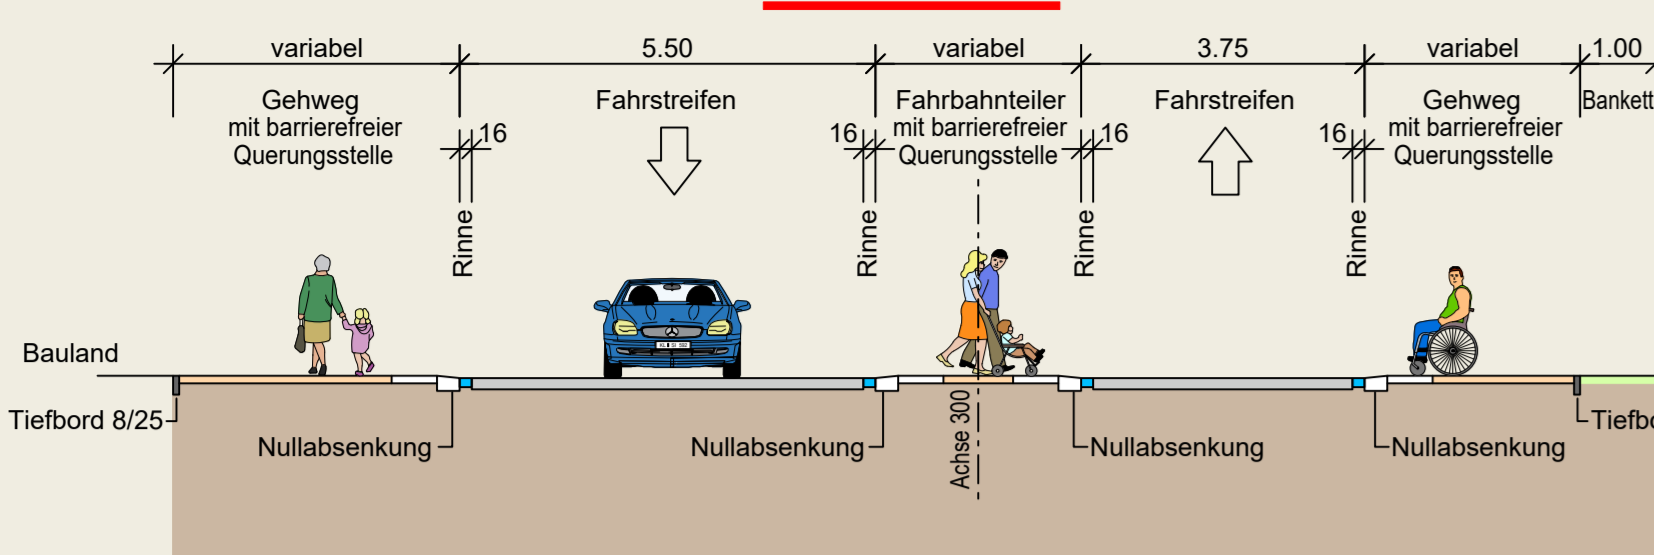 variabel
5.50
variabel
3.75
variabel
1.00
Gehweg
mit barrierefreier
Querungsstelle
Fahrstreifen
Fahrbahnteiler
mit barrierefreier
Querungsstelle
Fahrstreifen
Gehweg
mit barrierefreier
Querungsstelle
Bankett
16
16
16
16
Rinne
Rinne
Rinne
Rinne
Bauland
Tiefbord 8/25
Nullabsenkung
Nullabsenkung
Achse 300
Nullabsenkung
Nullabsenkung
Tiefbo